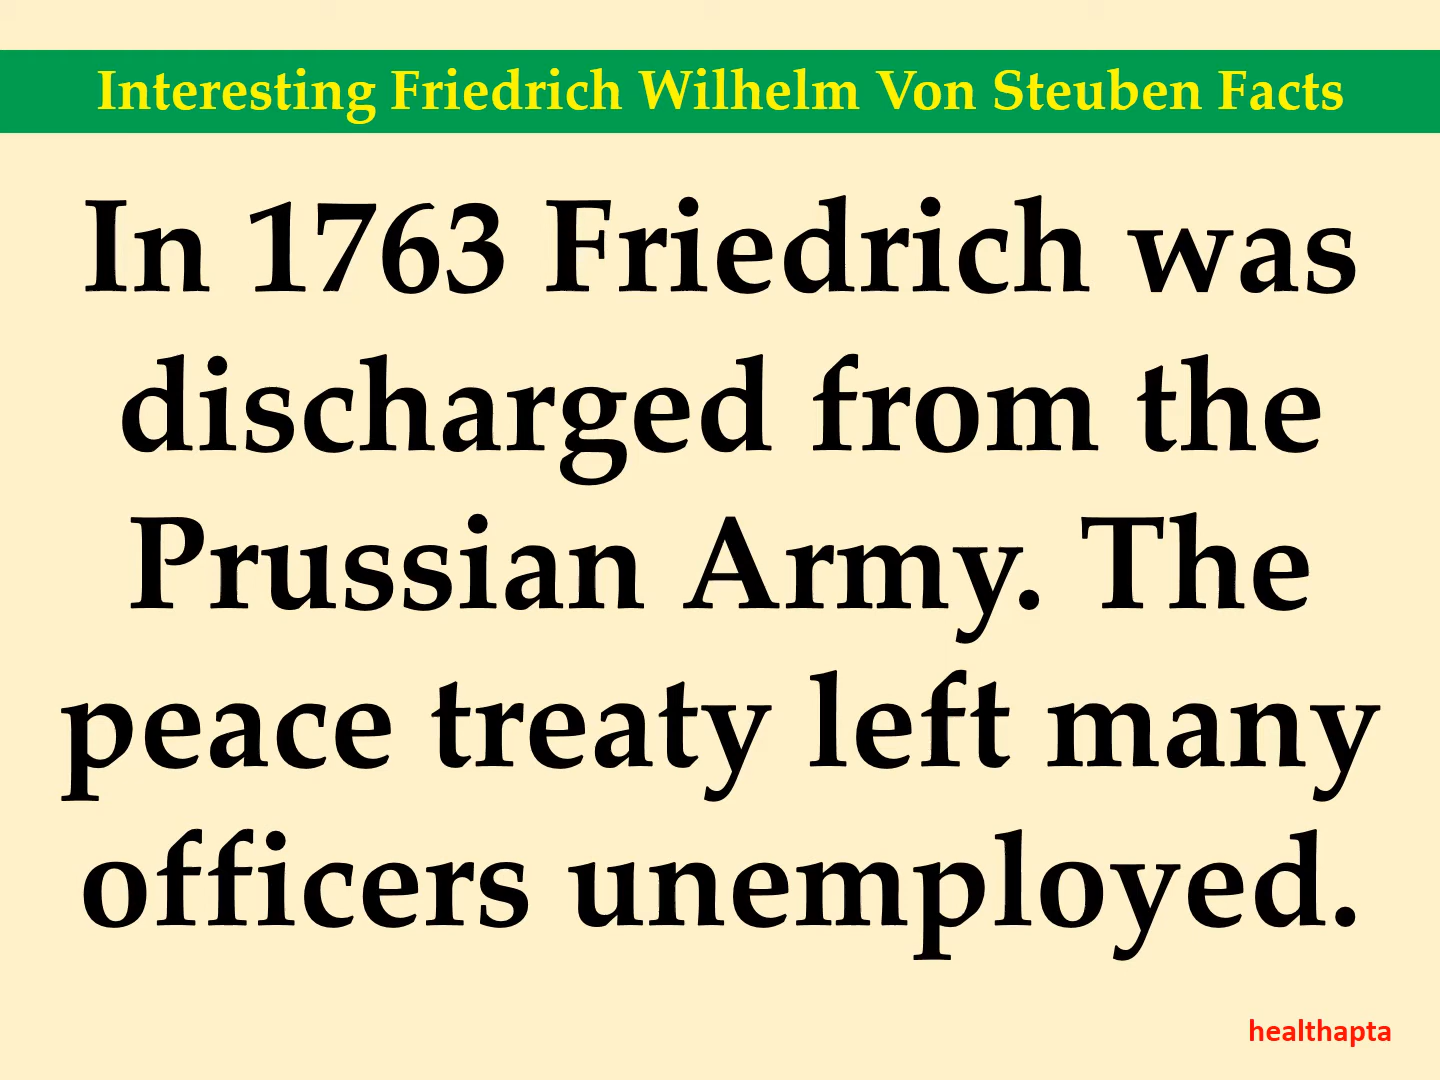 Interesting Friedrich Wilhelm Von Steuben Facts
In 1763 Friedrich was
discharged from the
Prussian Army. The
peace treaty left many
officers unemployed.
healthapta